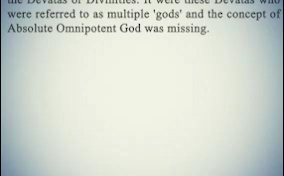 the Devatas or Divinities. It were these Devatas who
were referred to as multiple 'gods' and the concept of
Absolute Omnipotent God was missing.